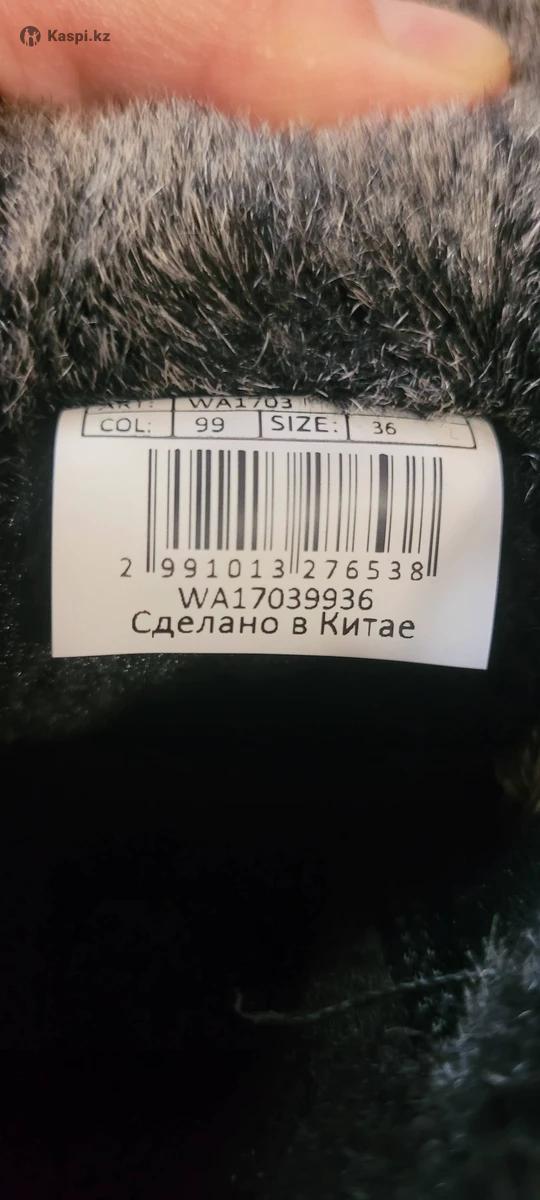 Kaspi.kz
ART: WA1703
COL: 99 SIZE: 36
2 991013 276538
WA17039936
Сделано в Китае